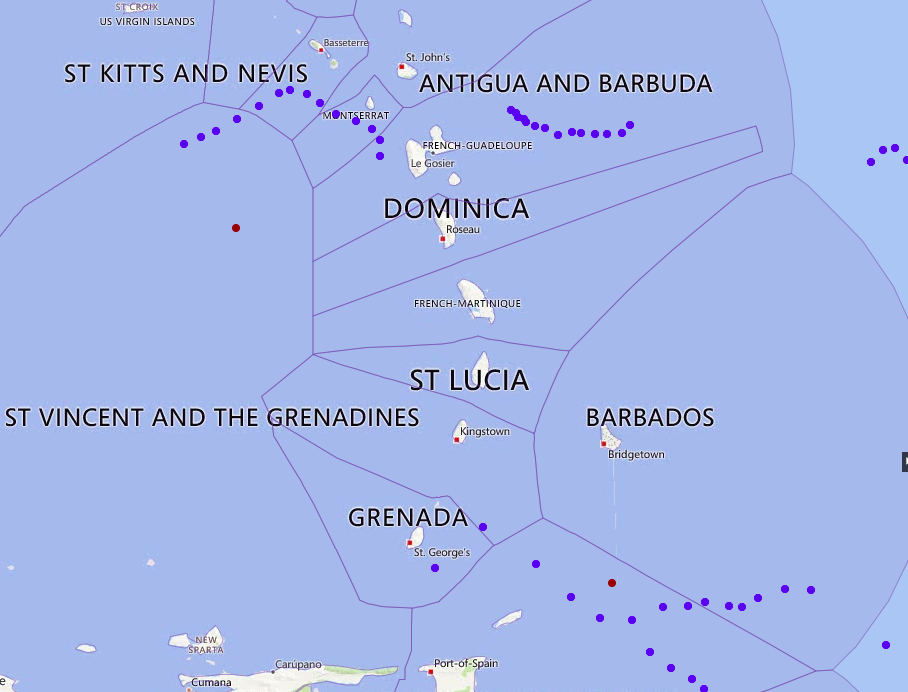 ST CROIX
US VIRGIN ISLANDS
Basseterre
St. John's
ST KITTS AND NEVIS
ANTIGUA AND BARBUDA
MONTSERRAT
FRENCH-GUADELOUPE
Le Gosier
DOMINICA
Roseau
FRENCH-MARTINIQUE
ST LUCIA
ST VINCENT AND THE GRENADINES
BARBADOS
Kingstown
Bridgetown
GRENADA
St. George's
NEW
SPARTA
Carúpano
Port-of-Spain
Cumana